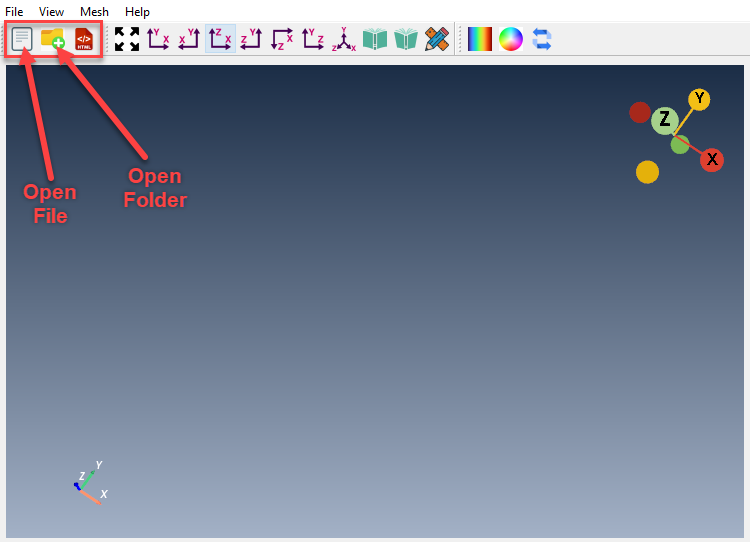 File View Mesh Help
</> HTML
Y X
Y X
Z X
Z Y
X Z
Y Z
Y Z X
Y
Z
X
Open
File
Open
Folder
Y
Z
X